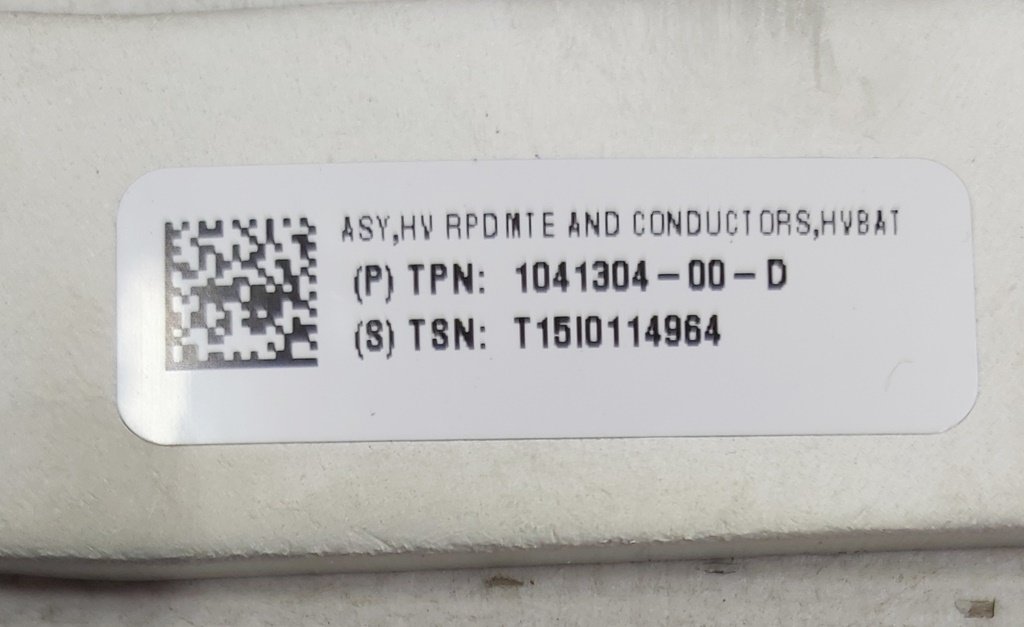 ASY,HV RPDMTE AND CONDUCTORS,HVBAT
(P) TPN: 1041304-00-D
(S) TSN: T15I0114964